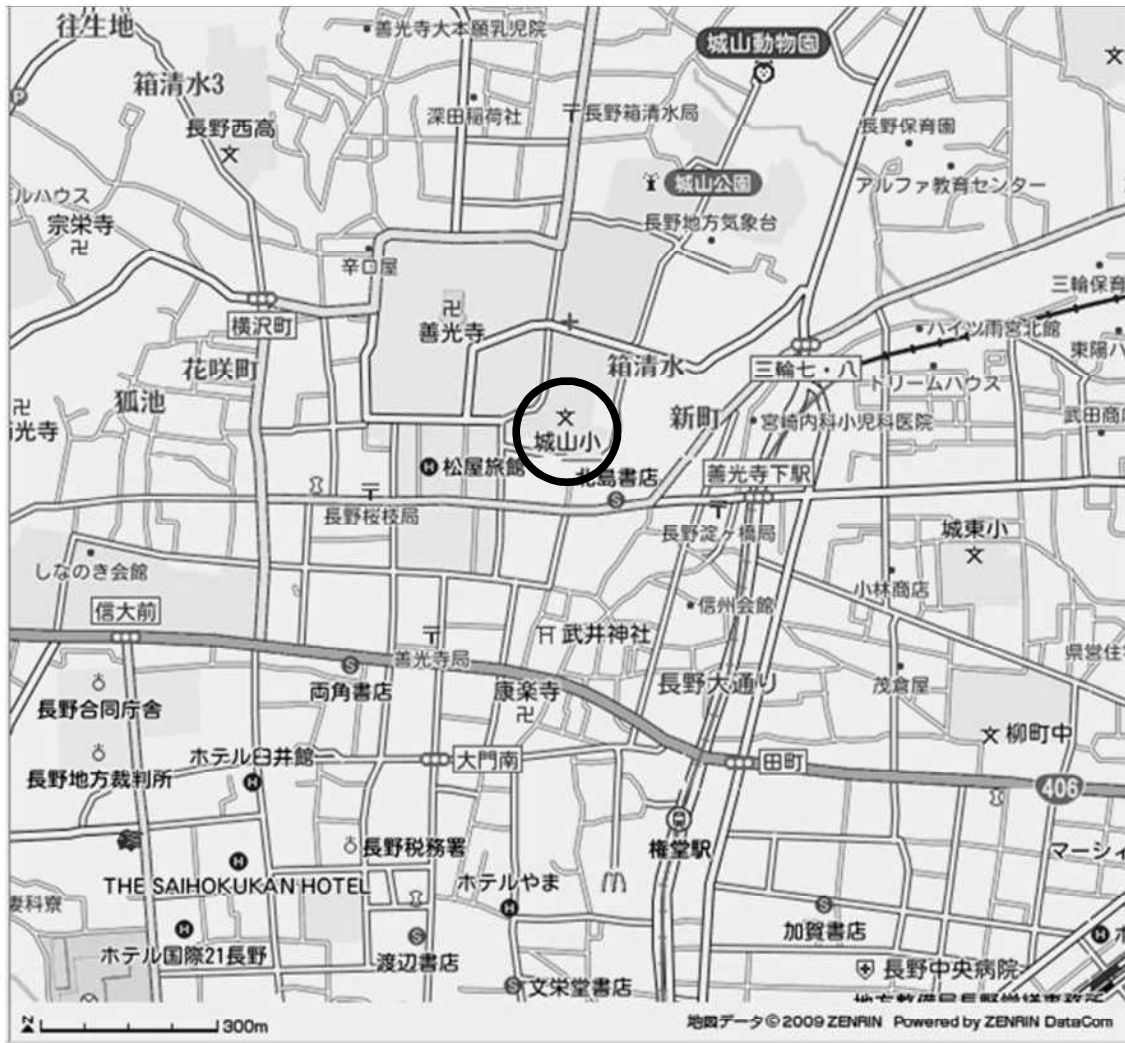 往生地
善光寺大本願乳児院
城山動物園
箱清水3
深田稲荷社
長野箱清水局
長野西高
長野保育園
城山公園
アルファ教育センター
ルハウス
宗栄寺
長野地方気象台
辛口屋
三輪保育
横沢町
善光寺
ハイツ雨宮北館
箱清水
三輪七・八
東陽ハ
花咲町
ドリームハウス
狐池
新町
宮崎内科小児科医院
武田商店
光寺
城山小
松屋旅館
北島書店
善光寺下駅
長野桜枝局
長野淀ヶ橋局
城東小
しなのき会館
小林商店
信大前
信州会館
武井神社
善光寺局
県営住宅
両角書店
康楽寺
長野大通り
茂倉屋
長野合同庁舎
柳町中
ホテル臼井館
大門南
田町
長野地方裁判所
406
長野税務署
権堂駅
マーシィ
THE SAIHOKUKAN HOTEL
ホテルやま
妻科寮
加賀書店
ホテル国際21長野
渡辺書店
長野中央病院
文栄堂書店
300m
地図データ©2009 ZENRIN Powered by ZENRIN DataCom